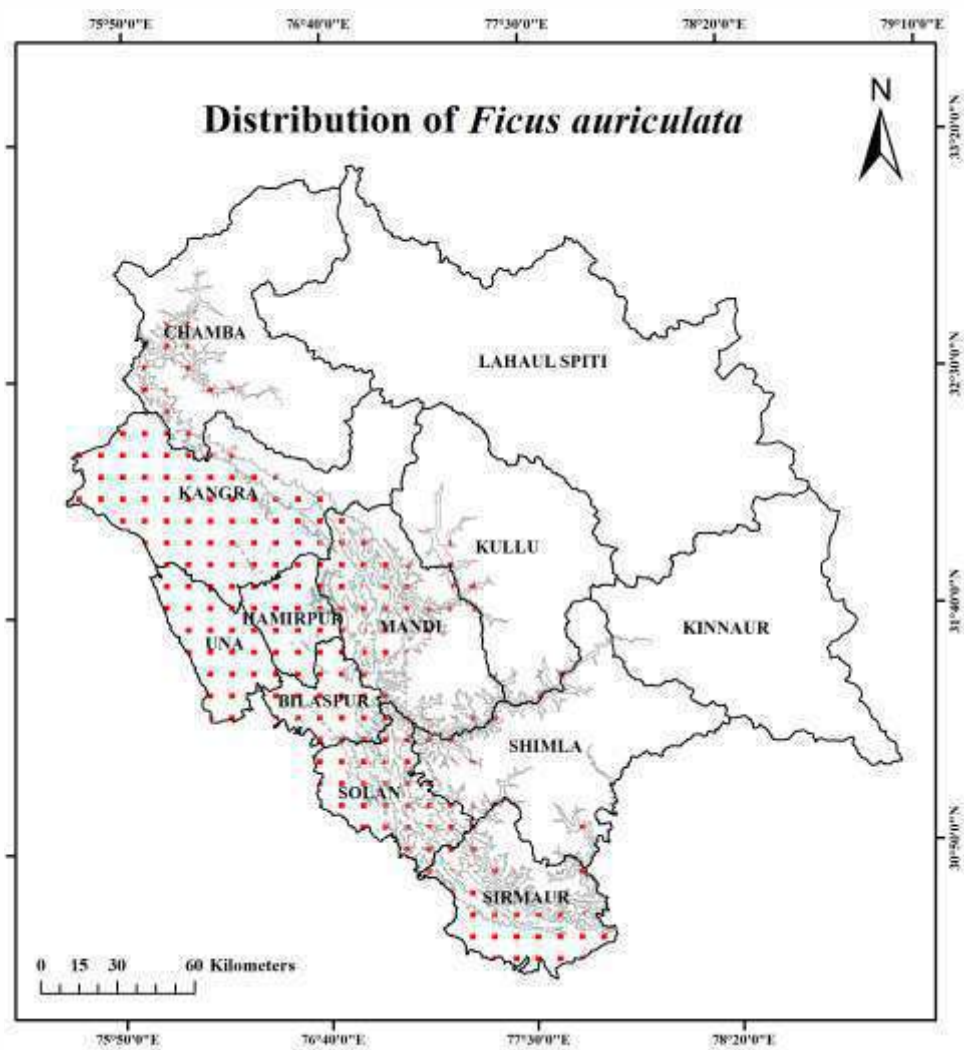 75°50'0"E 76°40'0"E 77°30'0"E 78°20'0"E 79°10'0"E
N
Distribution of Ficus auriculata
33°20'0"N
CHAMBA
LAHAUL SPITI
32°30'0"N
KANGRA
KULLU
31°40'0"N
HAMIRPUR
MANDI
UNA
KINNAUR
BILASPUR
SHIMLA
SOLAN
30°50'0"N
SIRMAUR
0 15 30 60 Kilometers
75°50'0"E 76°40'0"E 77°30'0"E 78°20'0"E